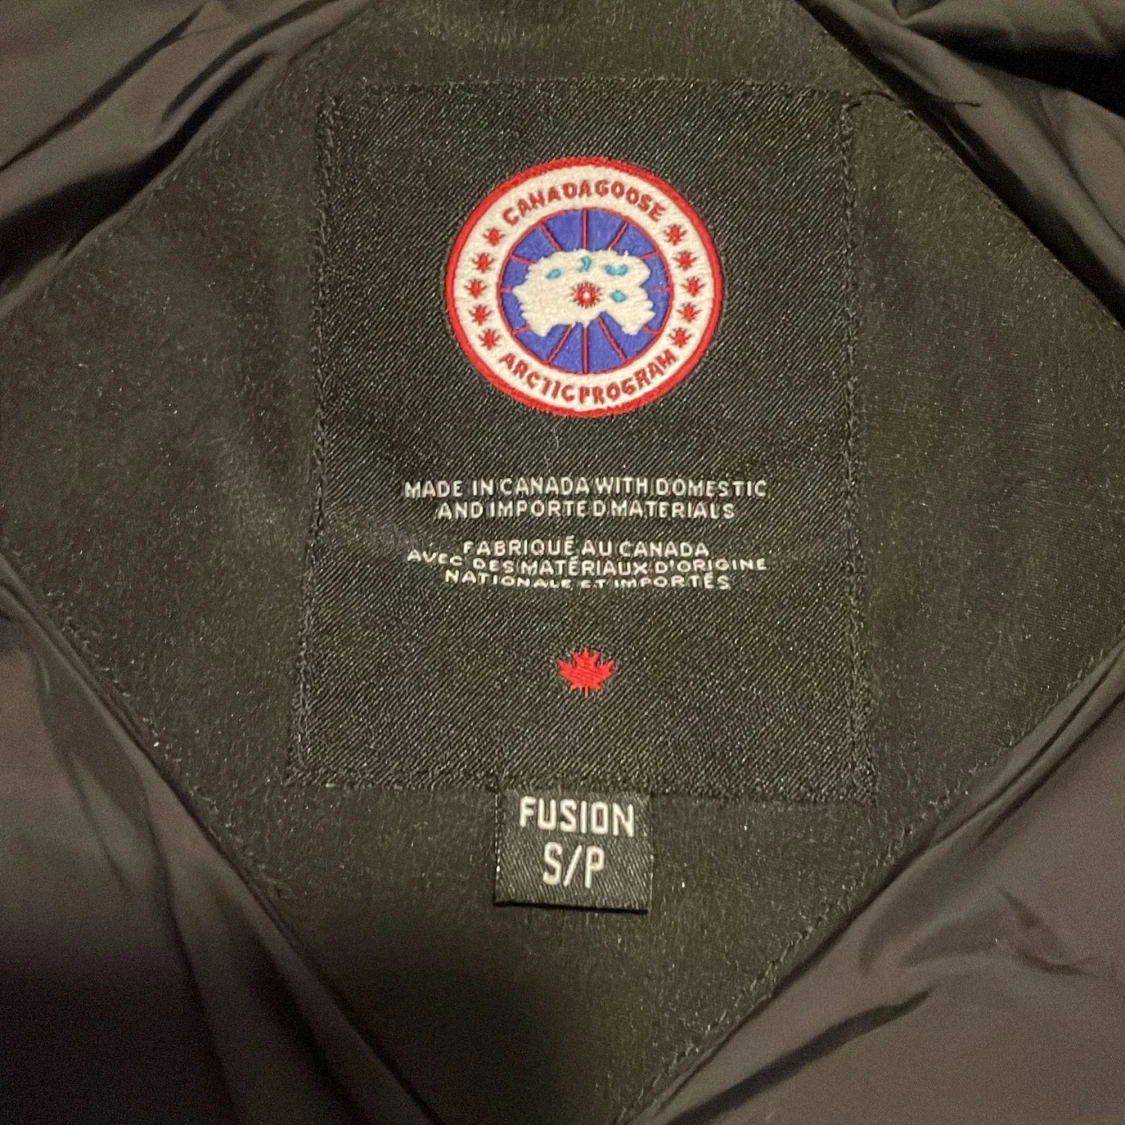 CANADA GOOSE
ARCTIC PROGRAM
MADE IN CANADA WITH DOMESTIC
AND IMPORTED MATERIALS
FABRIQUÉ AU CANADA
AVEC DES MATÉRIAUX D'ORIGINE
NATIONALE ET IMPORTÉS
FUSION
S/P